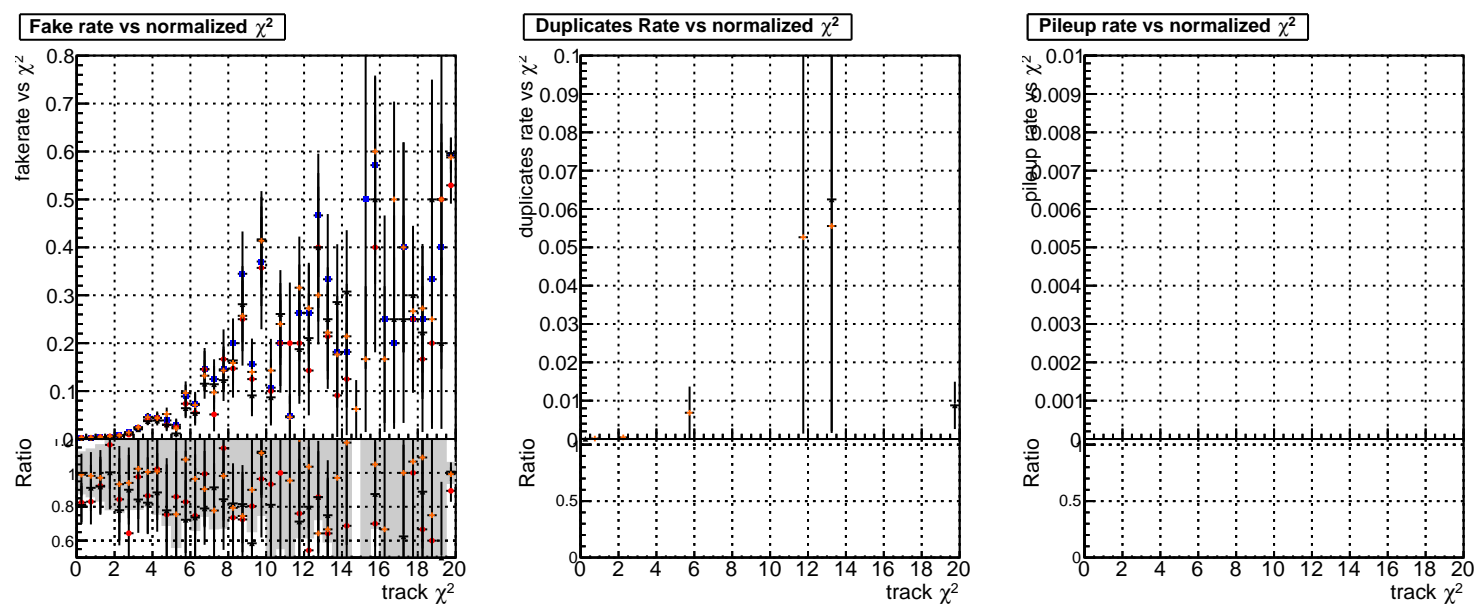 Fake rate vs normalized χ²
fakerate vs χ²
0.8
0.7
0.6
0.5
0.4
0.3
0.2
0.1
0
Ratio
1
0.8
0.6
0 2 4 6 8 10 12 14 16 18 20
track χ²
Duplicates Rate vs normalized χ²
duplicates rate vs χ²
0.1
0.09
0.08
0.07
0.06
0.05
0.04
0.03
0.02
0.01
0
Ratio
1
0.5
0
0 2 4 6 8 10 12 14 16 18 20
track χ²
Pileup rate vs normalized χ²
pileup rate vs χ²
0.01
0.009
0.008
0.007
0.006
0.005
0.004
0.003
0.002
0.001
0
Ratio
1
0.5
0
0 2 4 6 8 10 12 14 16 18 20
track χ²